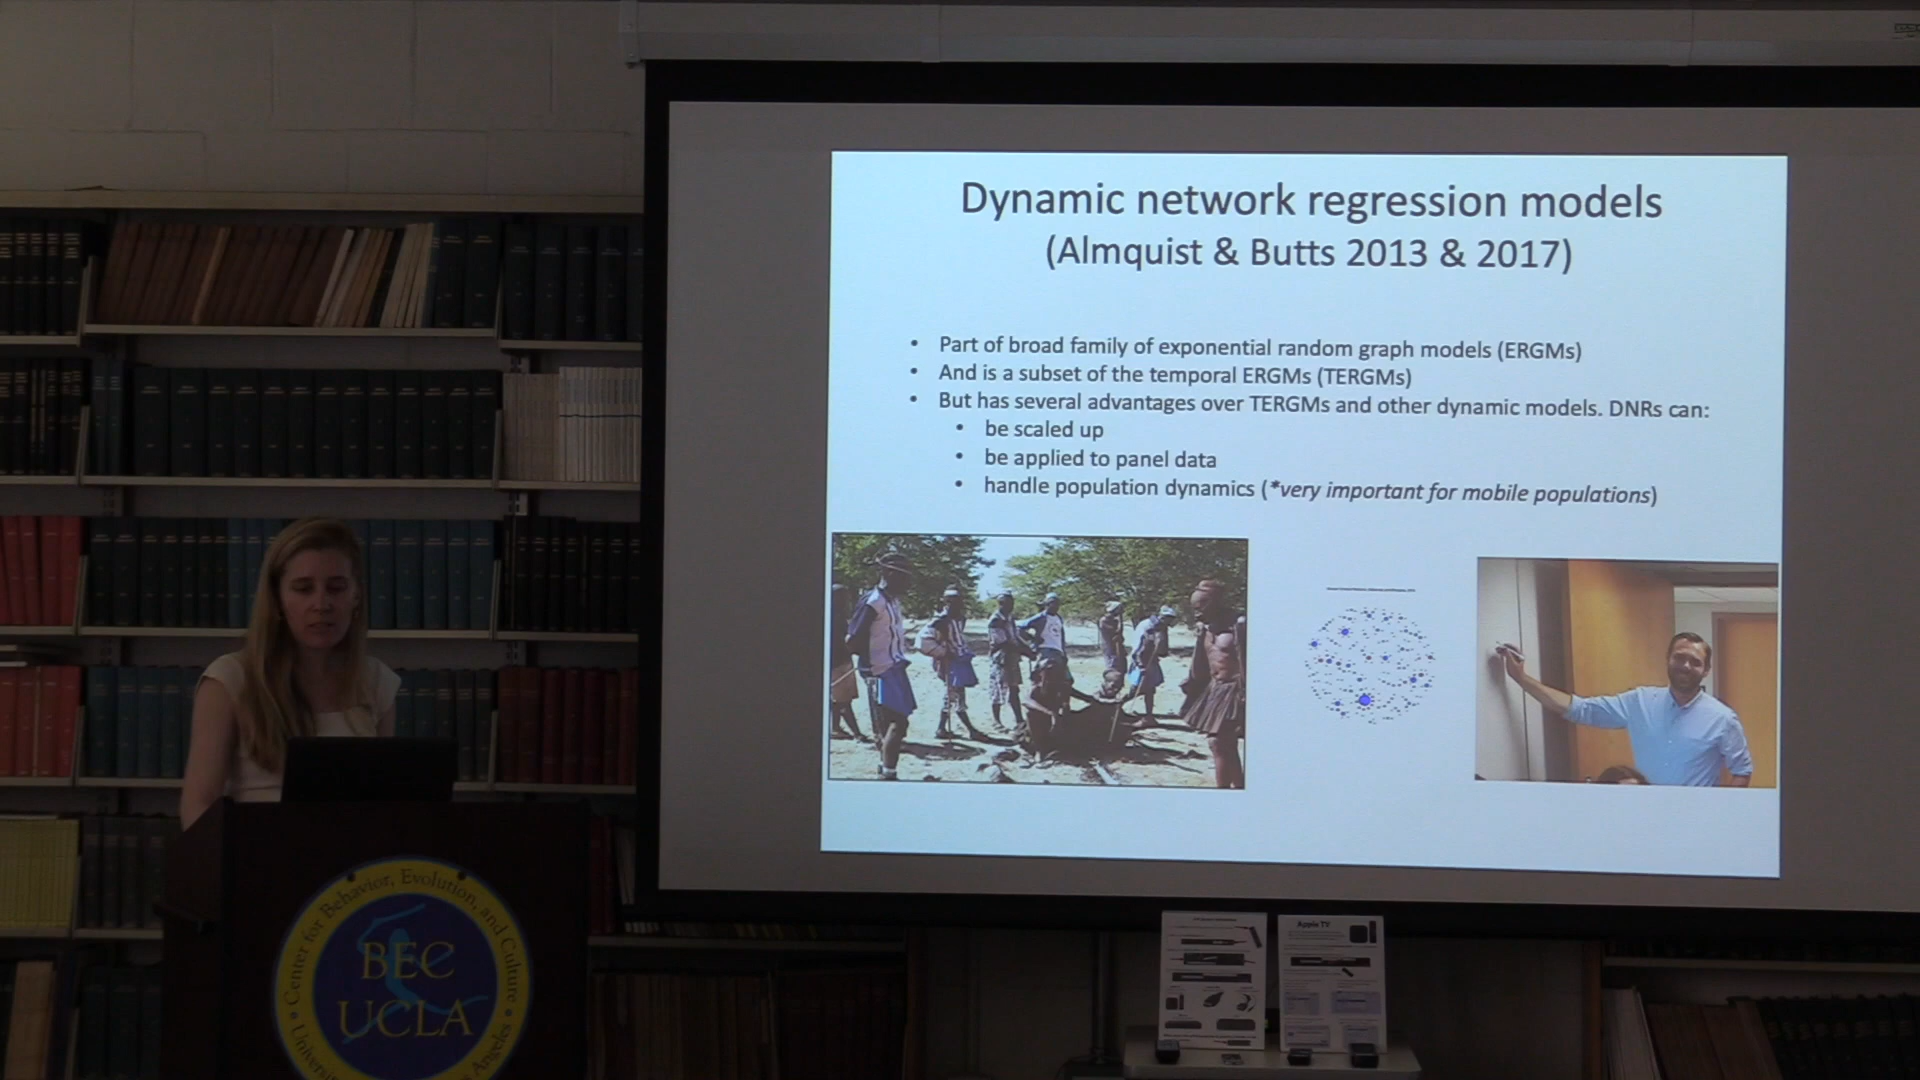 Dynamic network regression models
(Almquist & Butts 2013 & 2017)
• Part of broad family of exponential random graph models (ERGMs)
• And is a subset of the temporal ERGMs (TERGMs)
• But has several advantages over TERGMs and other dynamic models. DNRs can:
• be scaled up
• be applied to panel data
• handle population dynamics (*very important for mobile populations)
Center for Behavior, Evolution, and Culture
BEC
UCLA
Apple TV